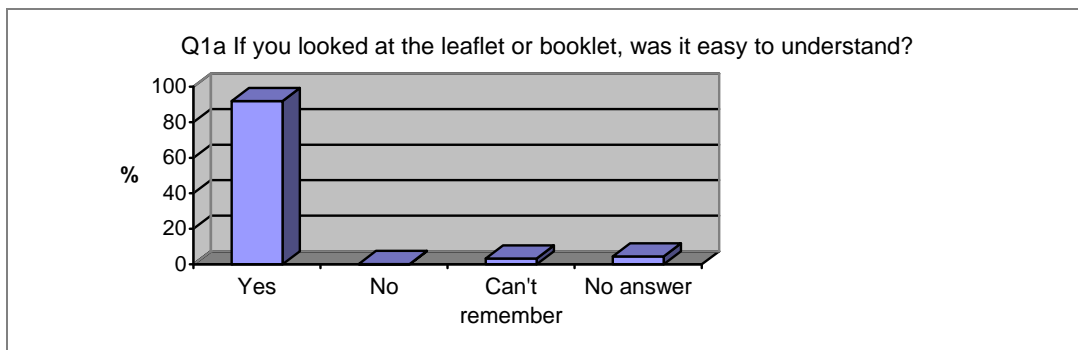 Q1a If you looked at the leaflet or booklet, was it easy to understand?
100
80
60
%
40
20
0
Yes No Can't No answer
remember